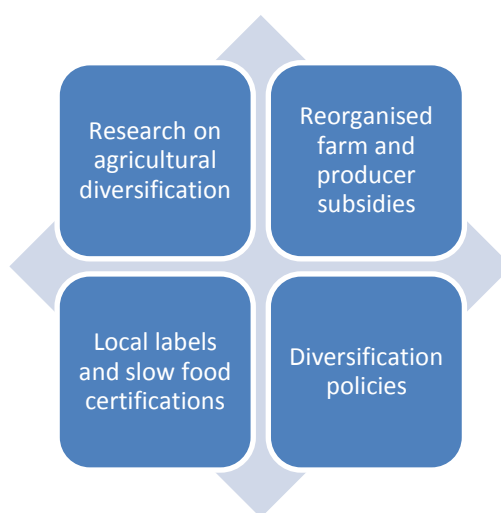 Research on
agricultural
diversification
Reorganised
farm and
producer
subsidies
Local labels
and slow food
certifications
Diversification
policies